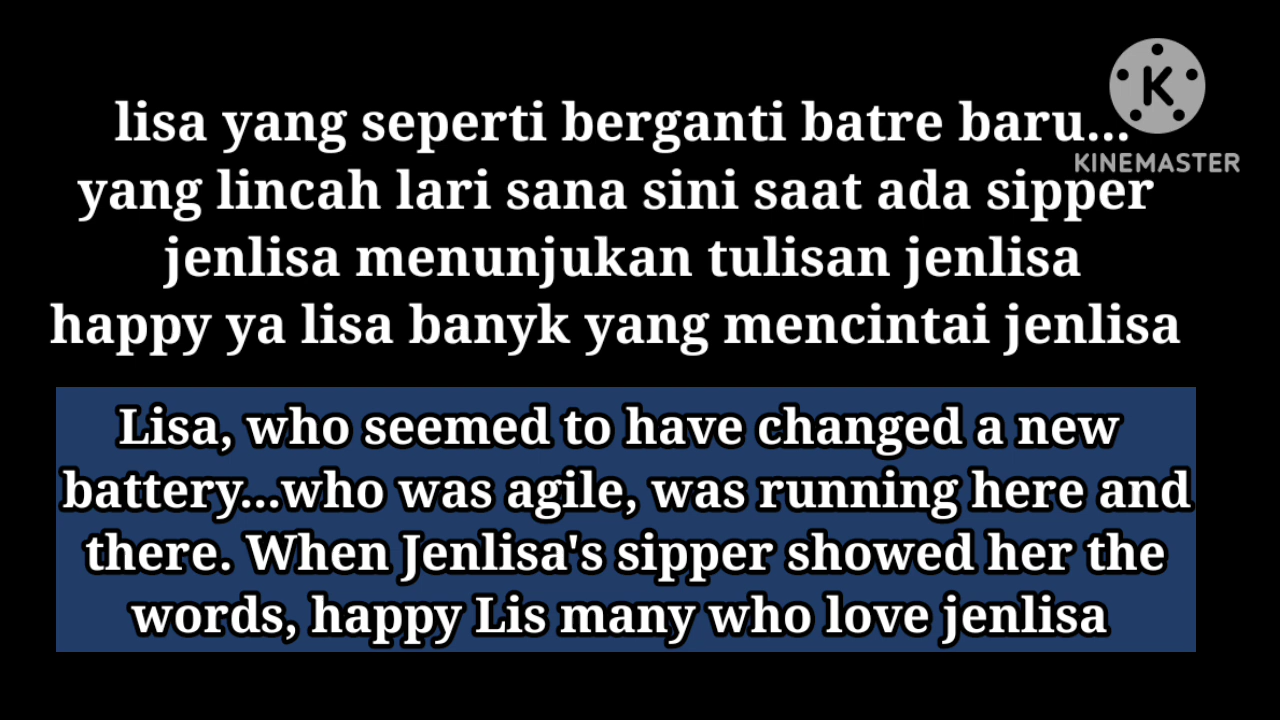 lisa yang seperti berganti batre baru...
KINEMASTER
yang lincah lari sana sini saat ada sipper
jenlisa menunjukan tulisan jenlisa
happy ya lisa banyk yang mencintai jenlisa
Lisa, who seemed to have changed a new
battery...who was agile, was running here and
there. When Jenlisa's sipper showed her the
words, happy Lis many who love jenlisa